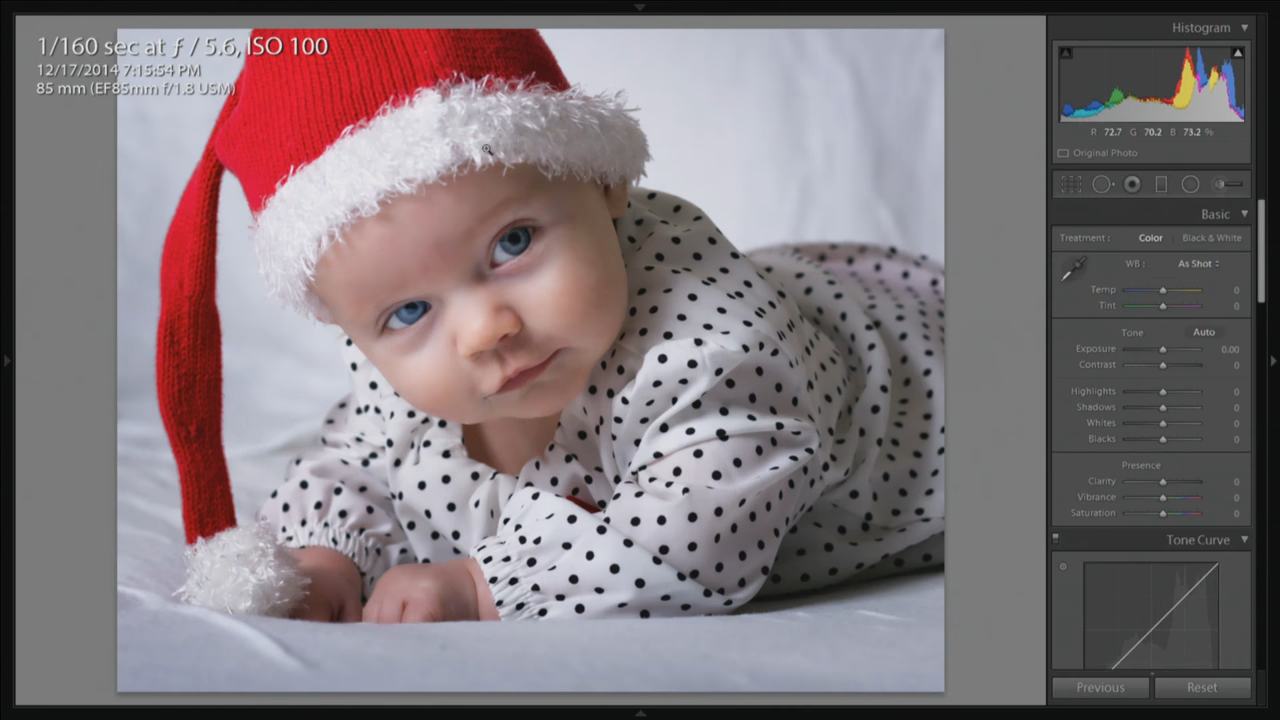 1/160 sec at ƒ / 5.6, ISO 100
12/17/2014 7:15:54 PM
85 mm (EF85mm f/1.8 USM)
Histogram
R 72.7 G 70.2 B 73.2 %
Original Photo
Basic
Treatment : Color Black & White
WB : As Shot
Temp 0
Tint 0
Tone Auto
Exposure 0.00
Contrast 0
Highlights 0
Shadows 0
Whites 0
Blacks 0
Presence
Clarity 0
Vibrance 0
Saturation 0
Tone Curve
Previous Reset